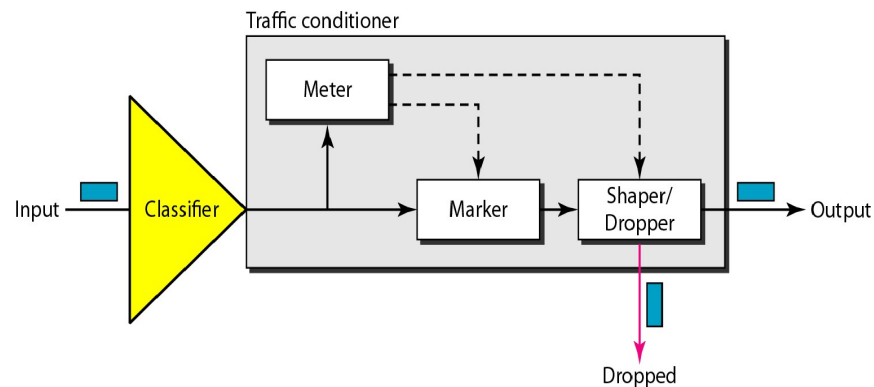 Traffic conditioner
Meter
Input
Classifier
Marker
Shaper/
Dropper
Output
Dropped